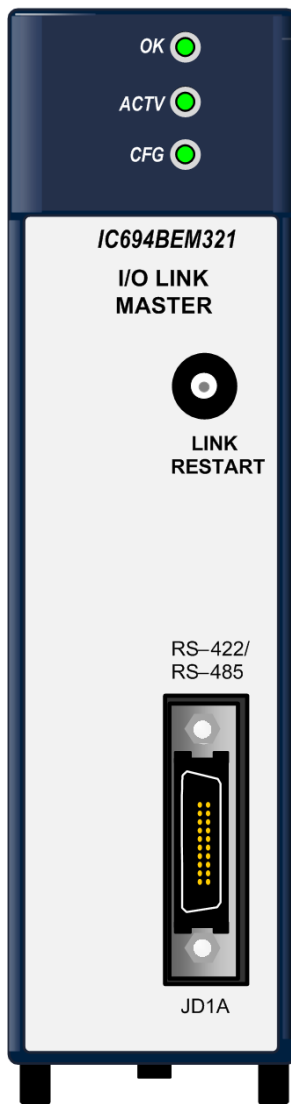 OK
ACTV
CFG
IC694BEM321
I/O LINK
MASTER
LINK
RESTART
RS–422/
RS–485
JD1A